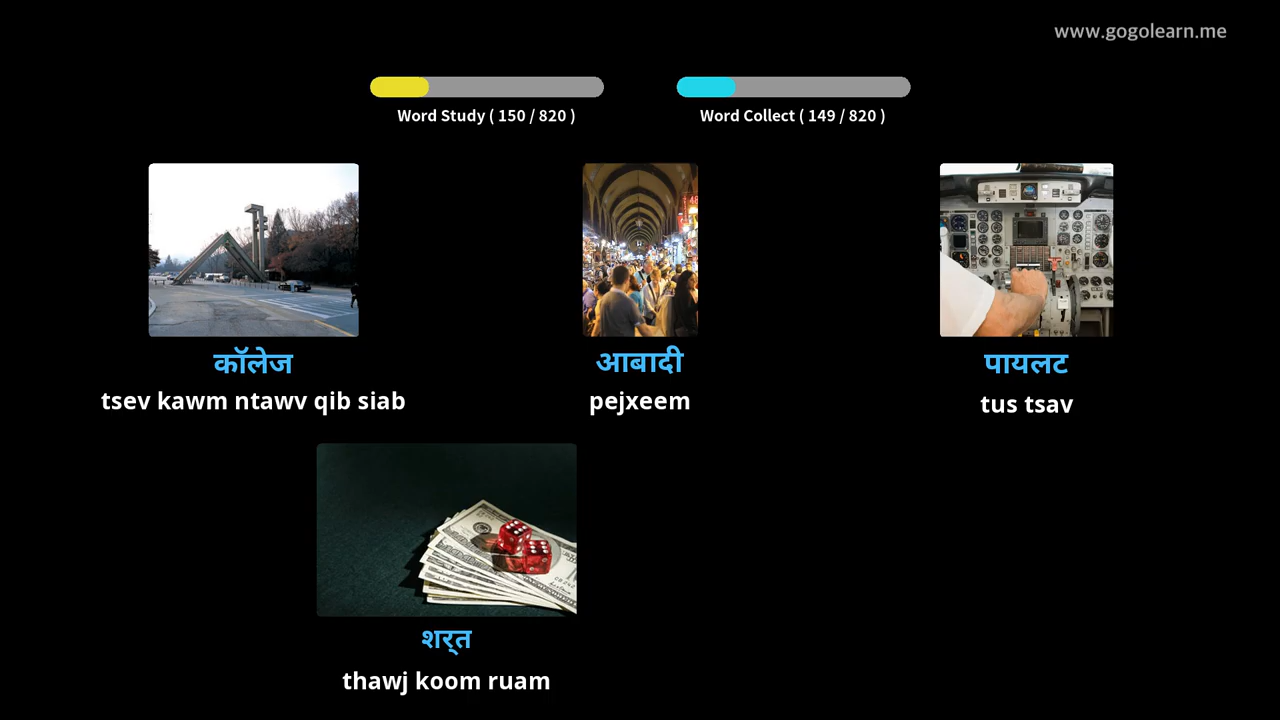 www.gogolearn.me
Word Study ( 150 / 820 )
Word Collect ( 149 / 820 )
कॉलेज
tsev kawm ntawv qib siab
आबादी
pejxeem
पायलट
tus tsav
शर्त
thawj koom ruam